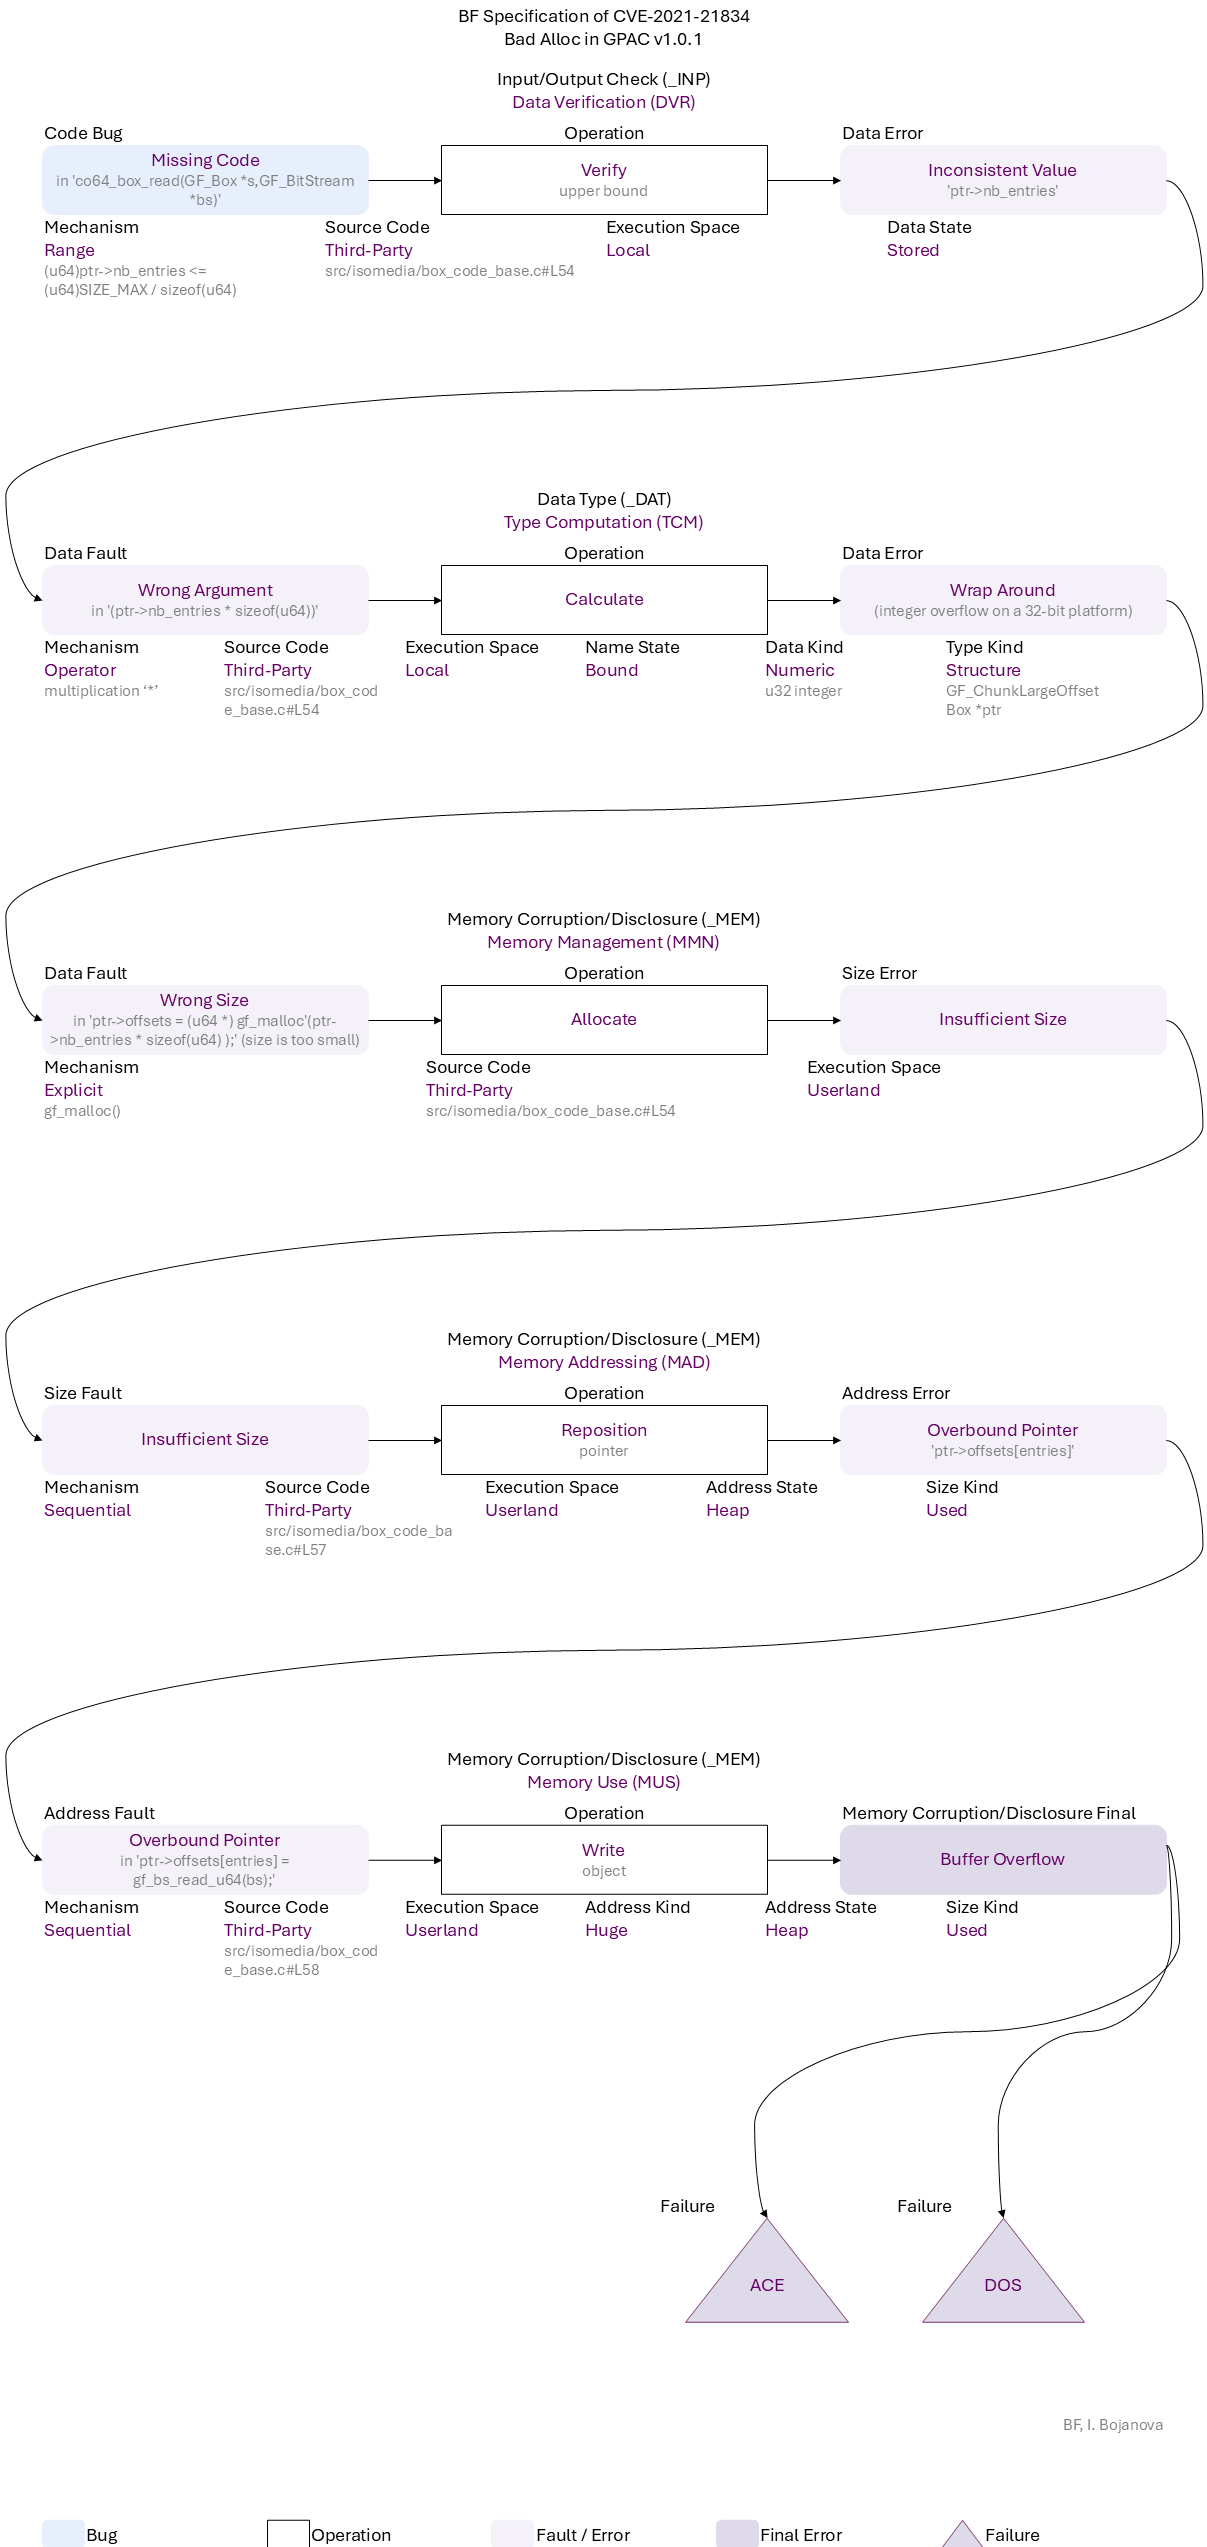 BF Specification of CVE-2021-21834
Bad Alloc in GPAC v1.0.1
Input/Output Check (_INP)
Data Verification (DVR)
Code Bug
Operation
Data Error
Missing Code
in 'co64_box_read(GF_Box *s,GF_BitStream
*bs)'
Verify
upper bound
Inconsistent Value
'ptr->nb_entries'
Mechanism
Range
(u64)ptr->nb_entries <=
(u64)SIZE_MAX / sizeof(u64)
Source Code
Third-Party
src/isomedia/box_code_base.c#L54
Execution Space
Local
Data State
Stored
Data Type (_DAT)
Type Computation (TCM)
Data Fault
Operation
Data Error
Wrong Argument
in '(ptr->nb_entries * sizeof(u64))'
Calculate
Wrap Around
(integer overflow on a 32-bit platform)
Mechanism
Operator
multiplication ‘*’
Source Code
Third-Party
src/isomedia/box_cod
e_base.c#L54
Execution Space
Local
Name State
Bound
Data Kind
Numeric
u32 integer
Type Kind
Structure
GF_ChunkLargeOffset
Box *ptr
Memory Corruption/Disclosure (_MEM)
Memory Management (MMN)
Data Fault
Operation
Size Error
Wrong Size
in 'ptr->offsets = (u64 *) gf_malloc'(ptr-
>nb_entries * sizeof(u64) );' (size is too small)
Allocate
Insufficient Size
Mechanism
Explicit
gf_malloc()
Source Code
Third-Party
src/isomedia/box_code_base.c#L54
Execution Space
Userland
Memory Corruption/Disclosure (_MEM)
Memory Addressing (MAD)
Size Fault
Operation
Address Error
Insufficient Size
Reposition
pointer
Overbound Pointer
'ptr->offsets[entries]'
Mechanism
Sequential
Source Code
Third-Party
src/isomedia/box_code_ba
se.c#L57
Execution Space
Userland
Address State
Heap
Size Kind
Used
Memory Corruption/Disclosure (_MEM)
Memory Use (MUS)
Address Fault
Operation
Memory Corruption/Disclosure Final
Overbound Pointer
in 'ptr->offsets[entries] =
gf_bs_read_u64(bs);'
Write
object
Buffer Overflow
Mechanism
Sequential
Source Code
Third-Party
src/isomedia/box_cod
e_base.c#L58
Execution Space
Userland
Address Kind
Huge
Address State
Heap
Size Kind
Used
Failure
Failure
ACE
DOS
BF, I. Bojanova
Bug
Operation
Fault / Error
Final Error
Failure